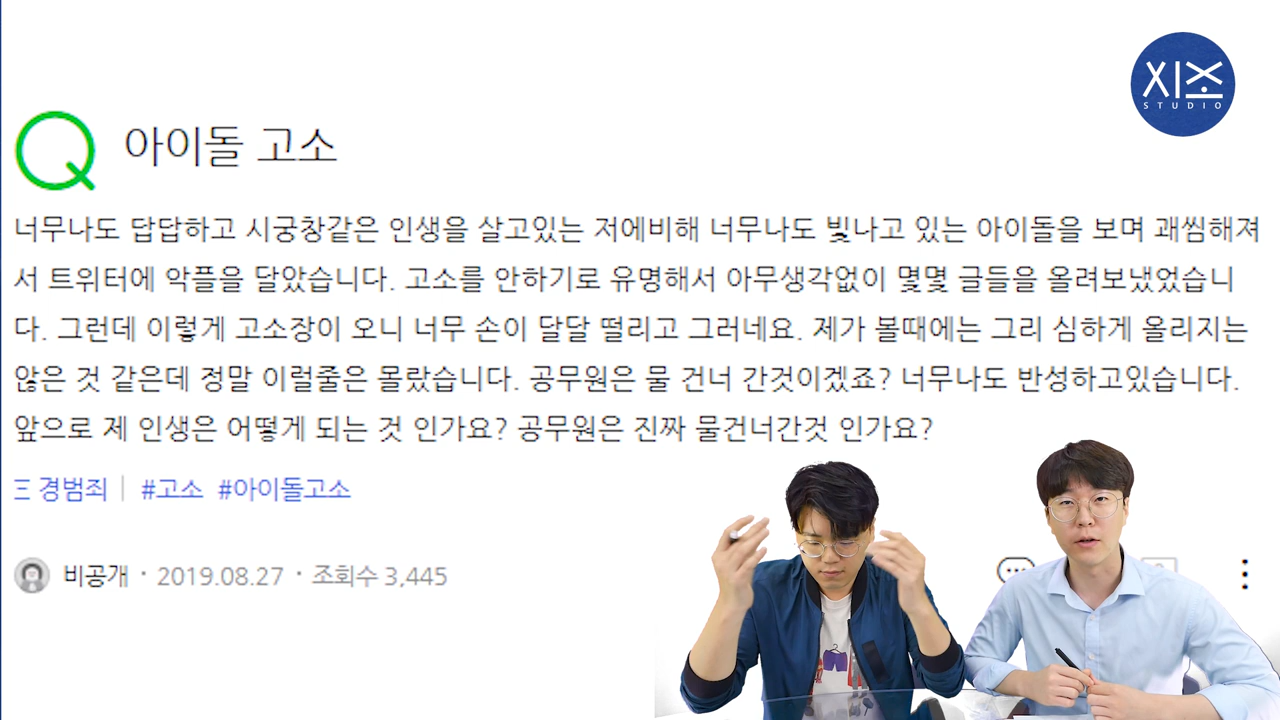 지조
STUDIO
Q 아이돌 고소
너무나도 답답하고 시궁창같은 인생을 살고있는 저에비해 너무나도 빛나고 있는 아이돌을 보며 괘씸해져
서 트위터에 악플을 달았습니다. 고소를 안하기로 유명해서 아무생각없이 몇몇 글들을 올려보냈었습니
다. 그런데 이렇게 고소장이 오니 너무 손이 달달 떨리고 그러네요. 제가 볼때에는 그리 심하게 올리지는
않은 것 같은데 정말 이럴줄은 몰랐습니다. 공무원은 물 건너 간것이겠죠? 너무나도 반성하고있습니다.
앞으로 제 인생은 어떻게 되는 것 인가요? 공무원은 진짜 물건너간것 인가요?
경범죄 | #고소 #아이돌고소
비공개 · 2019.08.27 · 조회수 3,445